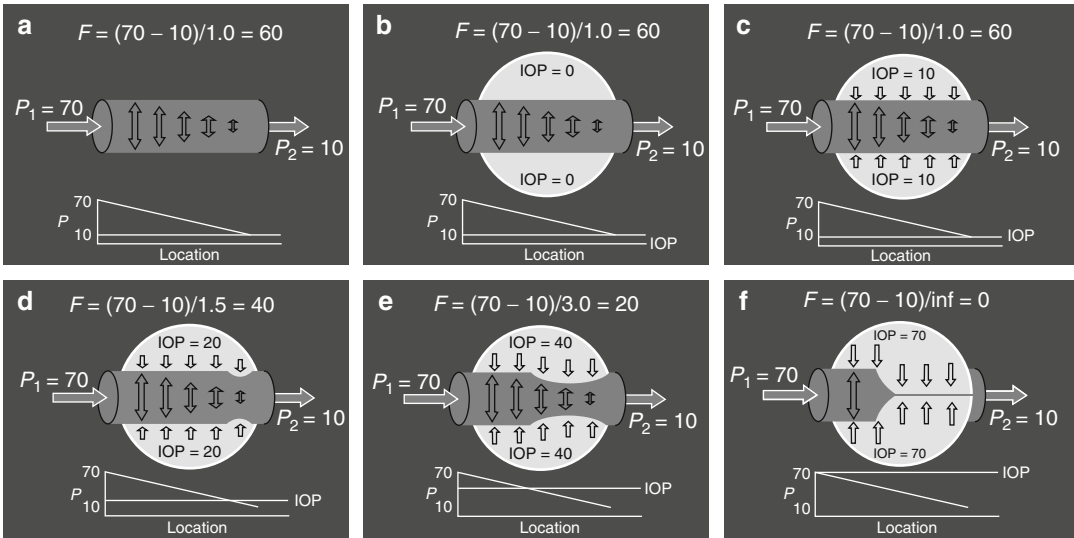 a
F = (70 – 10)/1.0 = 60
P1 = 70
P2 = 10
70
P
10
Location
b
F = (70 – 10)/1.0 = 60
IOP = 0
P1 = 70
P2 = 10
IOP = 0
70
P
10
IOP
Location
c
F = (70 – 10)/1.0 = 60
IOP = 10
P1 = 70
P2 = 10
IOP = 10
70
P
10
IOP
Location
d
F = (70 – 10)/1.5 = 40
IOP = 20
P1 = 70
P2 = 10
IOP = 20
70
P
IOP
10
Location
e
F = (70 – 10)/3.0 = 20
IOP = 40
P1 = 70
P2 = 10
IOP = 40
70
IOP
P
10
Location
f
F = (70 – 10)/inf = 0
IOP = 70
P1 = 70
P2 = 10
IOP = 70
70
IOP
P
10
Location